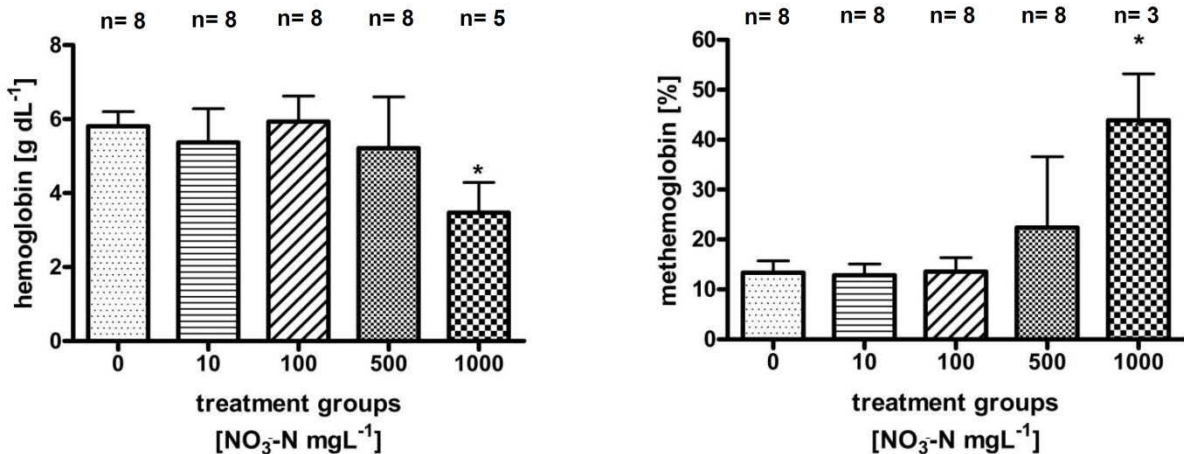 n= 8 n= 8 n= 8 n= 8 n= 5
8
6
4
2
0
hemoglobin [g dL⁻¹]
*
0 10 100 500 1000
treatment groups
[NO₃⁻-N mgL⁻¹]
n= 8 n= 8 n= 8 n= 8 n= 3
60
50
40
30
20
10
0
methemoglobin [%]
*
0 10 100 500 1000
treatment groups
[NO₃⁻-N mgL⁻¹]